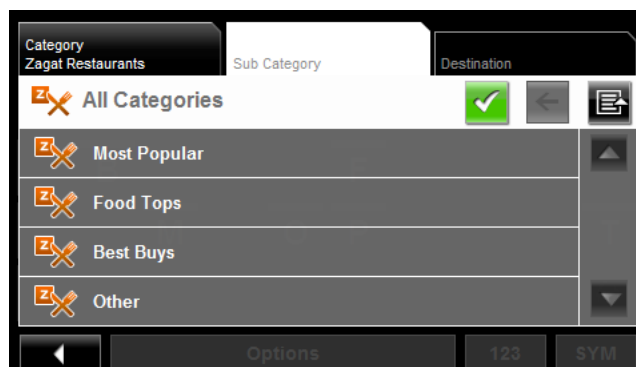 Category
Zagat Restaurants
Sub Category
Destination
Z All Categories
Z Most Popular
Z Food Tops
Z Best Buys
Z Other
Options 123 SYM